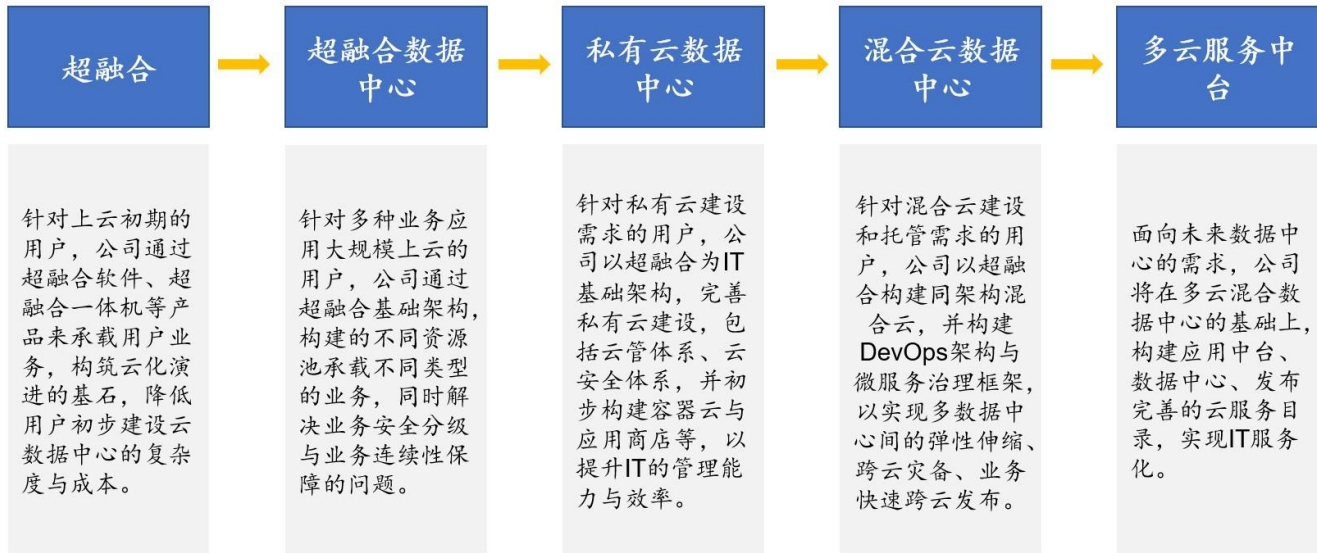 超融合
超融合数据
中心
私有云数据
中心
混合云数据
中心
多云服务中
台
针对上云初期的
用户，公司通过
超融合软件、超
融合一体机等产
品来承载用户业
务，构筑云化演
进的基石，降低
用户初步建设云
数据中心的复杂
度与成本。
针对多种业务应
用大规模上云的
用户，公司通过
超融合基础架构，
构建的不同资源
池承载不同类型
的业务，同时解
决业务安全分级
与业务连续性保
障的问题。
针对私有云建设
需求的用户，公
司以超融合为IT
基础架构，完善
私有云建设，包
括云管体系、云
安全体系，并初
步构建容器云与
应用商店等，以
提升IT的管理能
力与效率。
针对混合云建设
和托管需求的用
户，公司以超融
合构建同架构混
合云，并构建
DevOps架构与
微服务治理框架，
以实现多数据中
心间的弹性伸缩、
跨云灾备、业务
快速跨云发布。
面向未来数据中
心的需求，公司
将在多云混合数
据中心的基础上，
构建应用中台、
数据中心、发布
完善的云服务目
录，实现IT服务
化。